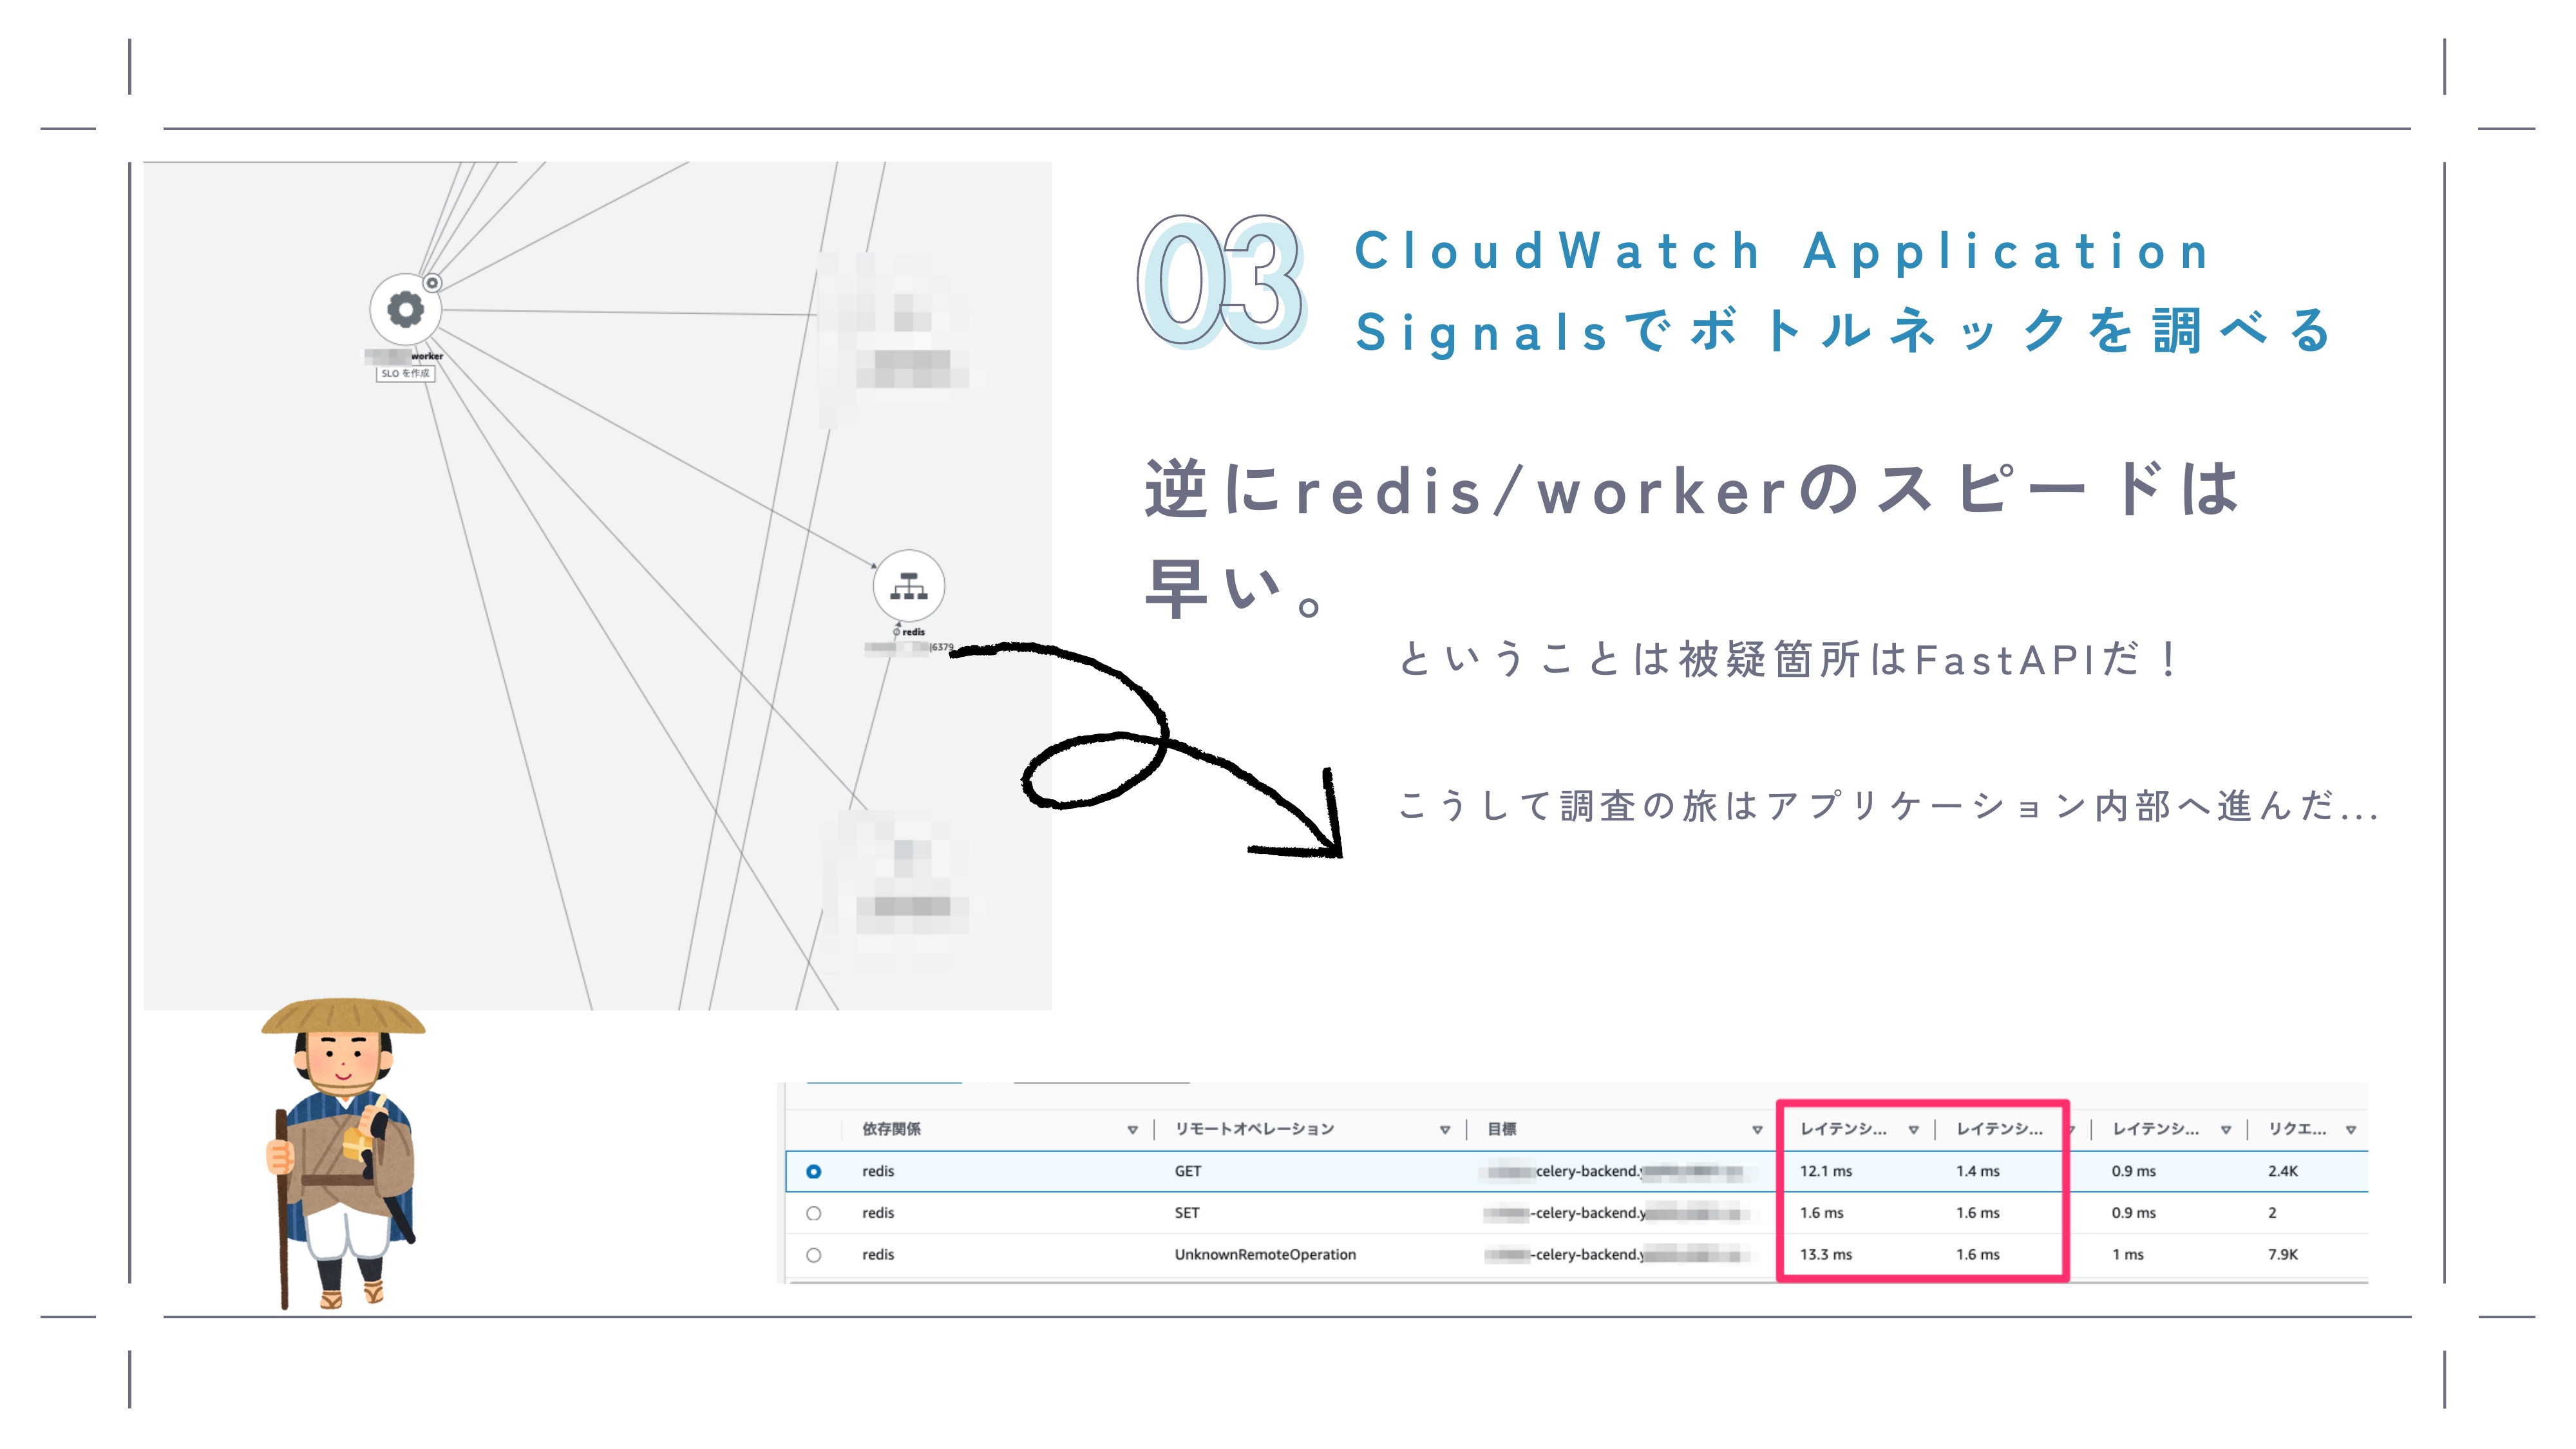 03
CloudWatch Application
Signalsでボトルネックを調べる
逆にredis/workerのスピードは
早い。
ということは被疑箇所はFastAPIだ！
こうして調査の旅はアプリケーション内部へ進んだ...
worker
SLO を作成
redis
|6379
依存関係 リモートオペレーション 目標 レイテンシ... レイテンシ... レイテンシ... リクエ...
redis GET celery-backend. 12.1 ms 1.4 ms 0.9 ms 2.4K
redis SET -celery-backend. 1.6 ms 1.6 ms 0.9 ms 2
redis UnknownRemoteOperation -celery-backend. 13.3 ms 1.6 ms 1 ms 7.9K